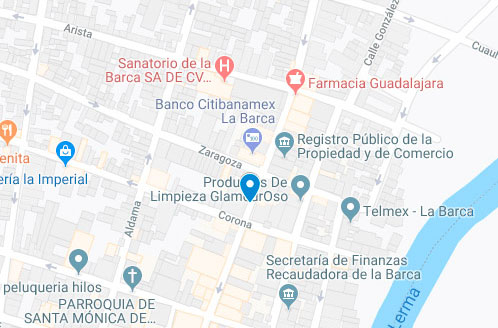 Arista
Calle González
Cuaut
Sanatorio de la
Barca SA DE CV...
Farmacia Guadalajara
Banco Citibanamex
La Barca
Registro Público de la
Propiedad y de Comercio
enita
Zaragoza
ería la Imperial
Productos De
Limpieza GlamourOso
Telmex - La Barca
Aldama
Corona
Secretaría de Finanzas
Recaudadora de la Barca
peluqueria hilos
PARROQUIA DE
SANTA MÓNICA DE...
Lerma